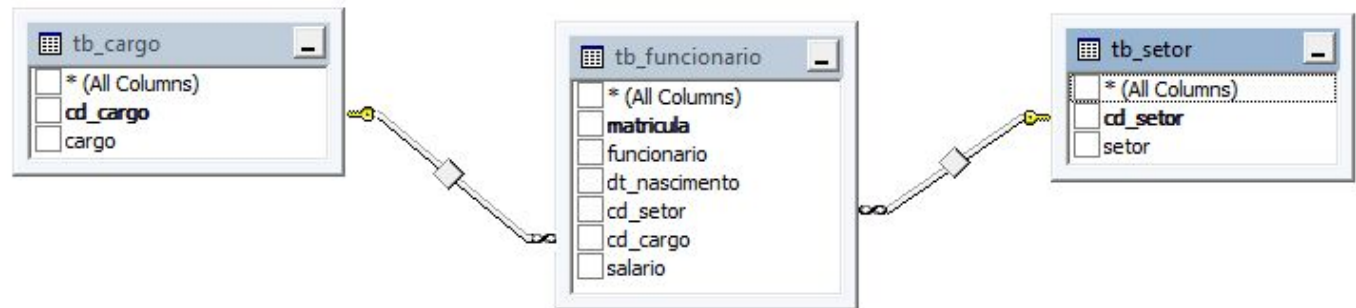 tb_cargo
* (All Columns)
cd_cargo
cargo
tb_funcionario
* (All Columns)
matricula
funcionario
dt_nascimento
cd_setor
cd_cargo
salario
tb_setor
* (All Columns)
cd_setor
setor